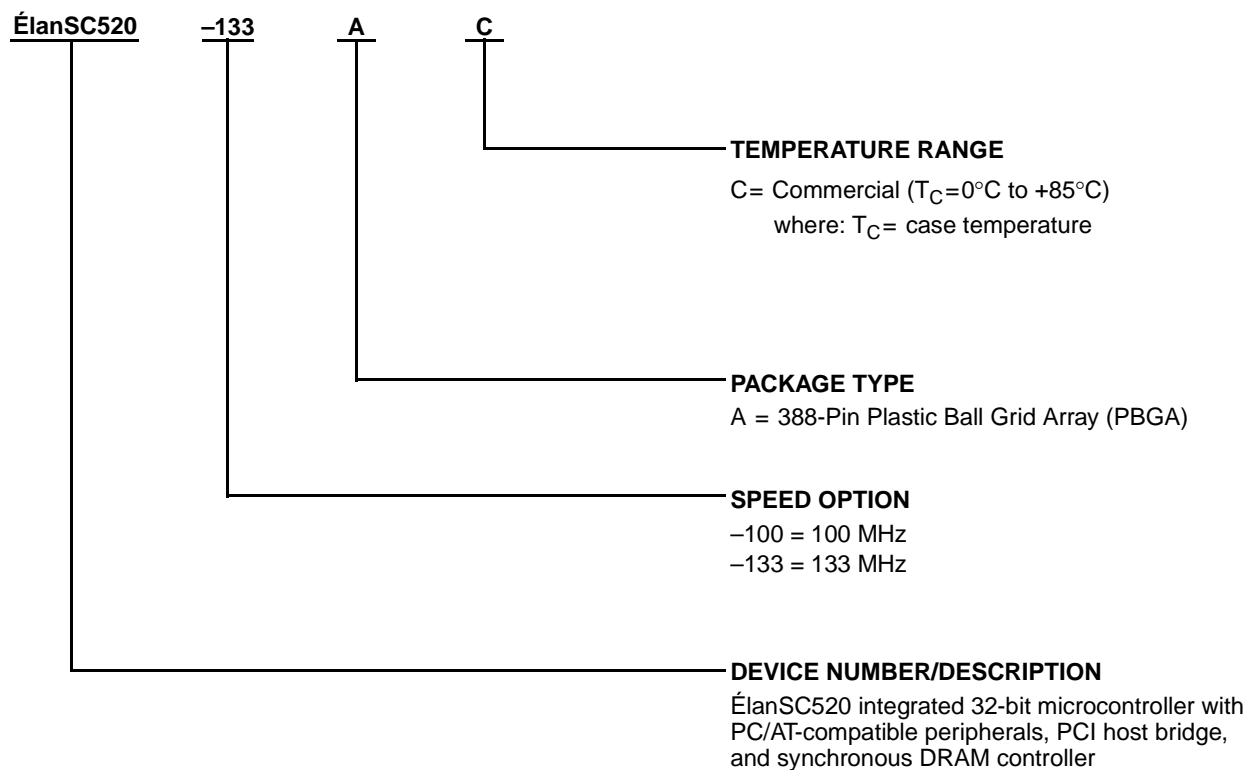 ÉlanSC520 –133 A C
TEMPERATURE RANGE
C= Commercial (TC=0°C to +85°C)
where: TC= case temperature
PACKAGE TYPE
A = 388-Pin Plastic Ball Grid Array (PBGA)
SPEED OPTION
–100 = 100 MHz
–133 = 133 MHz
DEVICE NUMBER/DESCRIPTION
ÉlanSC520 integrated 32-bit microcontroller with
PC/AT-compatible peripherals, PCI host bridge,
and synchronous DRAM controller